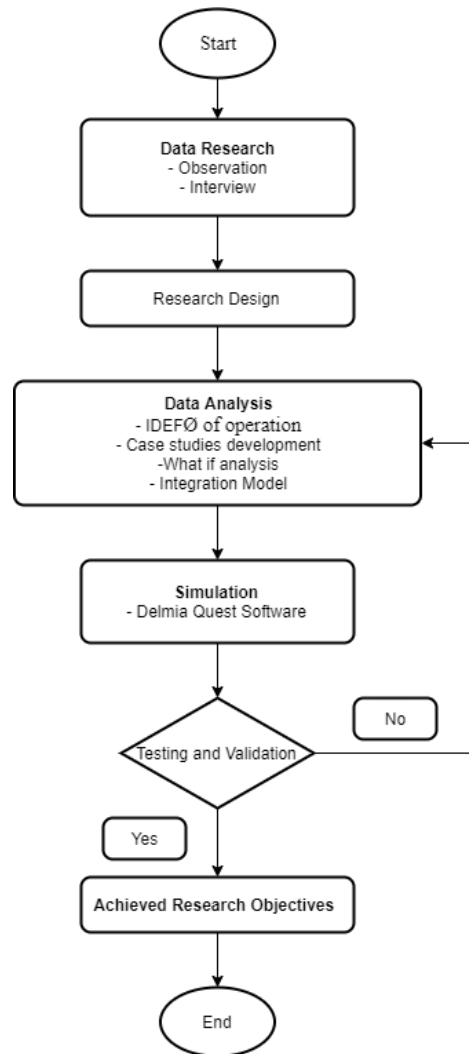 Start
Data Research
- Observation
- Interview
Research Design
Data Analysis
- IDEFØ of operation
- Case studies development
-What if analysis
- Integration Model
Simulation
- Delmia Quest Software
No
Testing and Validation
Yes
Achieved Research Objectives
End